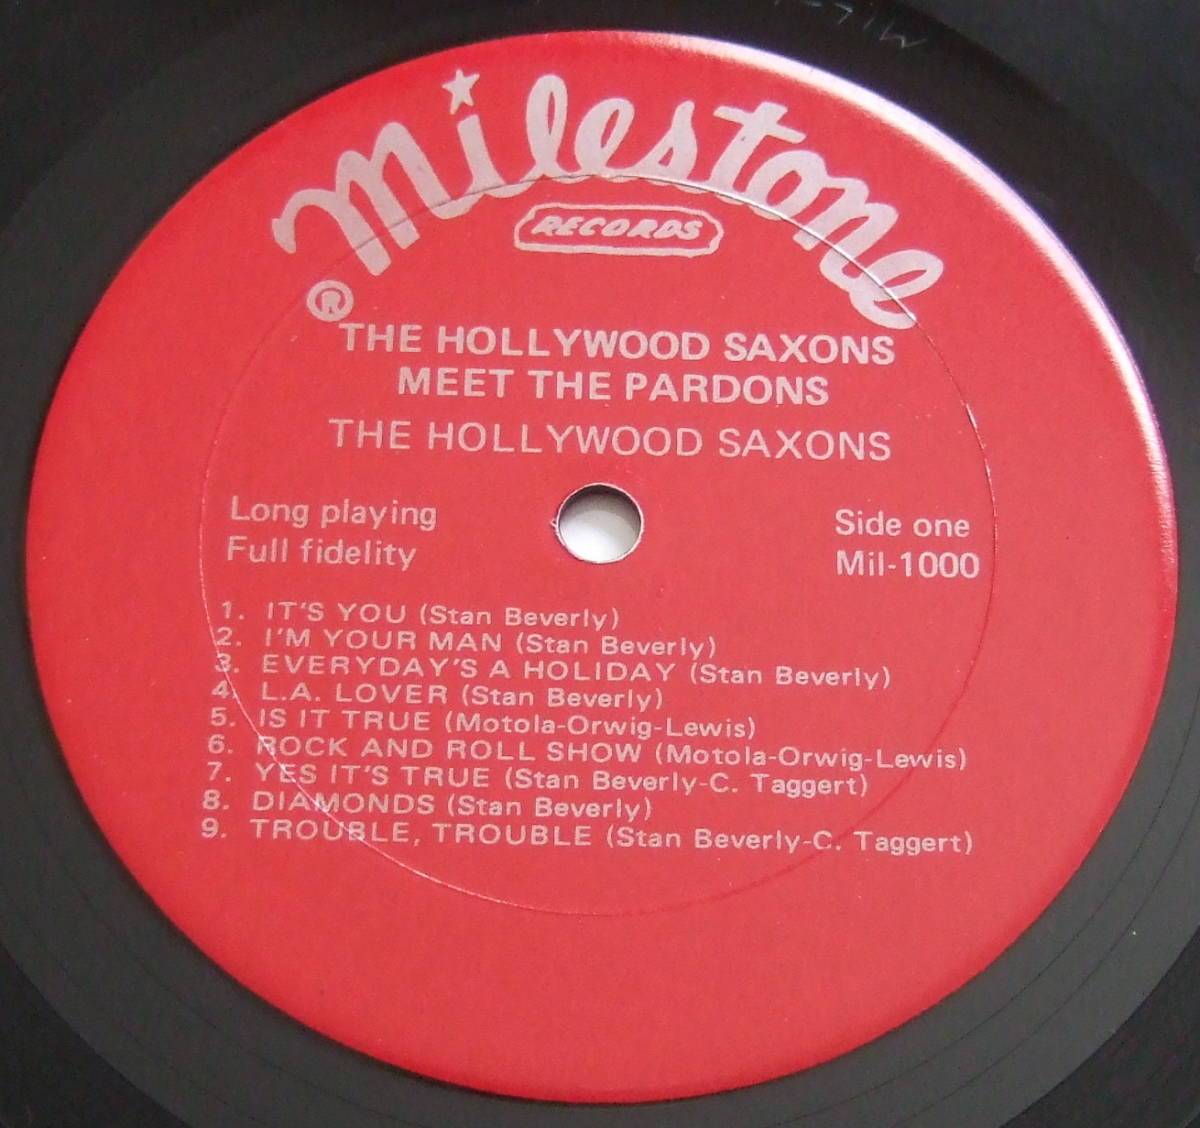 Milestone
RECORDS
®
THE HOLLYWOOD SAXONS
MEET THE PARDONS
THE HOLLYWOOD SAXONS
Long playing
Full fidelity
Side one
Mil-1000
1. IT'S YOU (Stan Beverly)
2. I'M YOUR MAN (Stan Beverly)
3. EVERYDAY'S A HOLIDAY (Stan Beverly)
4. L.A. LOVER (Stan Beverly)
5. IS IT TRUE (Motola-Orwig-Lewis)
6. ROCK AND ROLL SHOW (Motola-Orwig-Lewis)
7. YES IT'S TRUE (Stan Beverly-C. Taggert)
8. DIAMONDS (Stan Beverly)
9. TROUBLE, TROUBLE (Stan Beverly-C. Taggert)